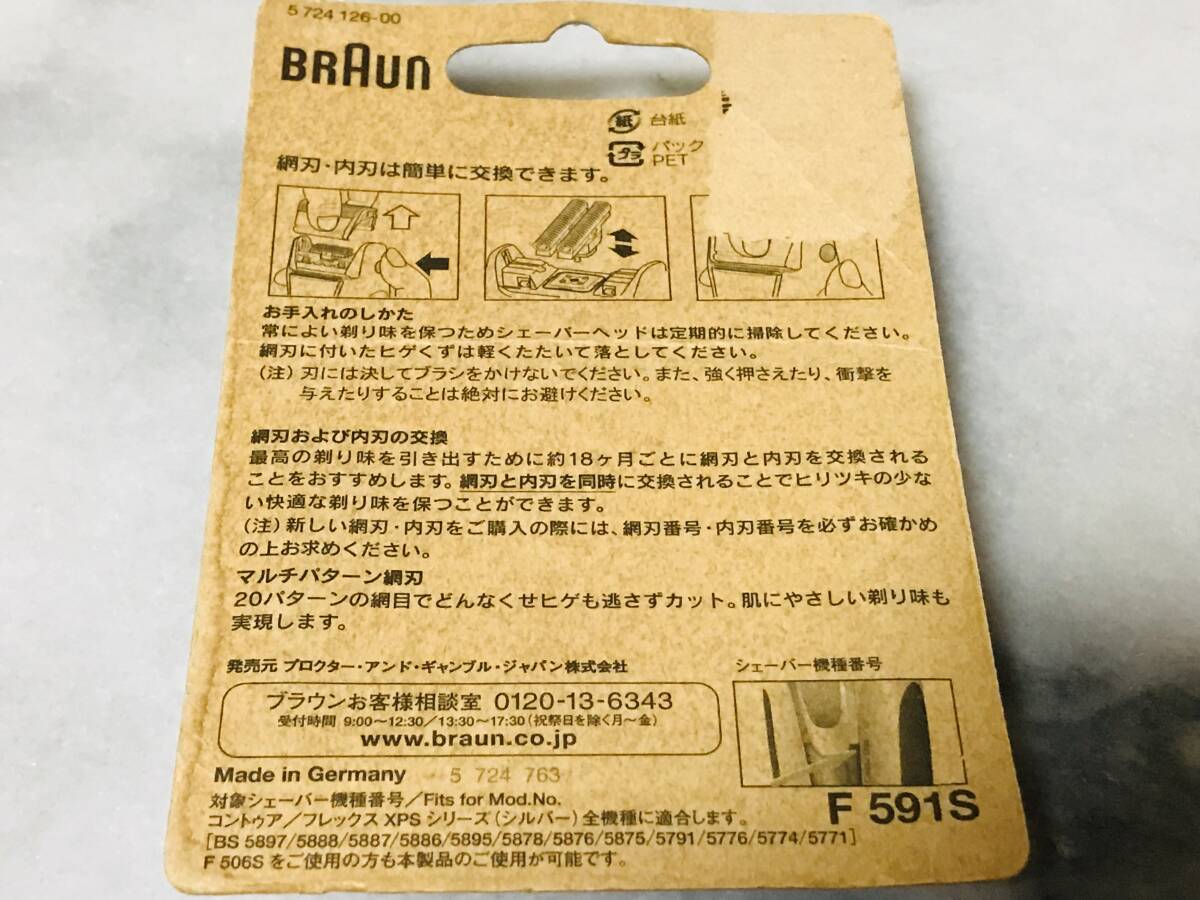 5 724 126-00
BRAUN
紙 台紙
プラ パック
PET
網刃・内刃は簡単に交換できます。
お手入れのしかた
常によい剃り味を保つためシェーバーヘッドは定期的に掃除してください。
網刃に付いたヒゲくずは軽くたたいて落としてください。
(注) 刃には決してブラシをかけないでください。また、強く押さえたり、衝撃を
与えたりすることは絶対にお避けください。
網刃および内刃の交換
最高の剃り味を引き出すために約18ヶ月ごとに網刃と内刃を交換される
ことをおすすめします。網刃と内刃を同時に交換されることでヒリツキの少な
い快適な剃り味を保つことができます。
(注) 新しい網刃・内刃をご購入の際には、網刃番号・内刃番号を必ずお確かめ
の上お求めください。
マルチパターン網刃
20パターンの網目でどんなくせヒゲも逃さずカット。肌にやさしい剃り味も
実現します。
発売元 プロクター・アンド・ギャンブル・ジャパン株式会社
シェーバー機種番号
ブラウンお客様相談室 0120-13-6343
受付時間 9:00〜12:30/13:30〜17:30(祝祭日を除く月〜金)
www.braun.co.jp
Made in Germany 5 724 763
F 591S
対象シェーバー機種番号/Fits for Mod.No.
コントゥア/フレックス XPS シリーズ(シルバー)全機種に適合します。
[BS 5897/5888/5887/5886/5895/5878/5876/5875/5791/5776/5774/5771]
F 506S をご使用の方も本製品のご使用が可能です。